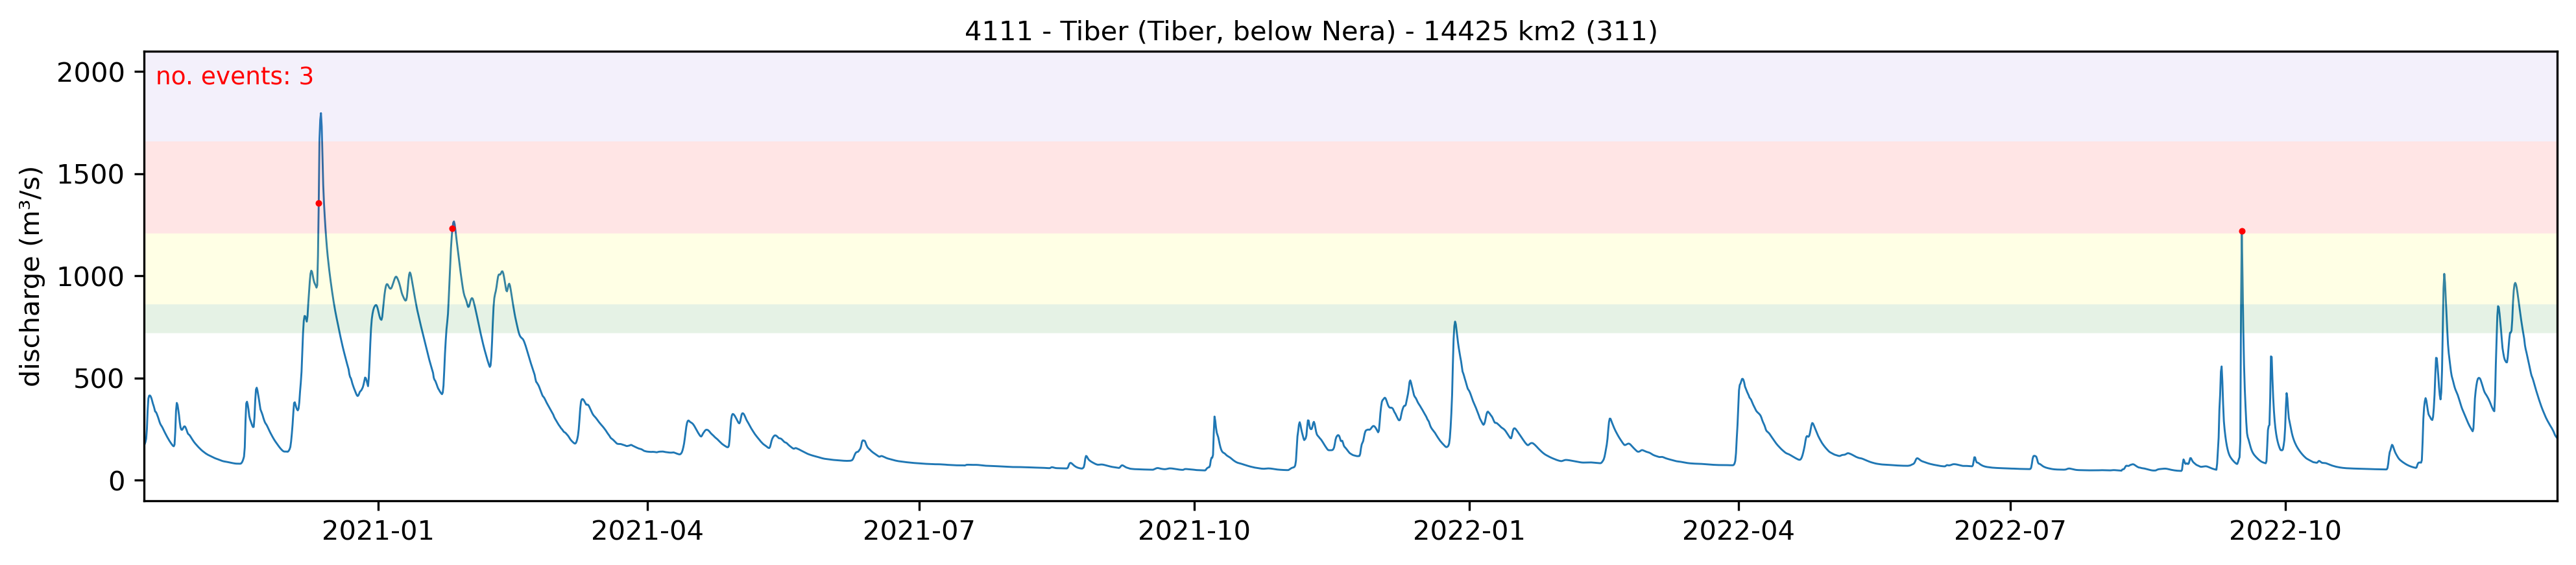 4111 - Tiber (Tiber, below Nera) - 14425 km2 (311)
no. events: 3
discharge (m³/s)
2000
1500
1000
500
0
2021-01 2021-04 2021-07 2021-10 2022-01 2022-04 2022-07 2022-10